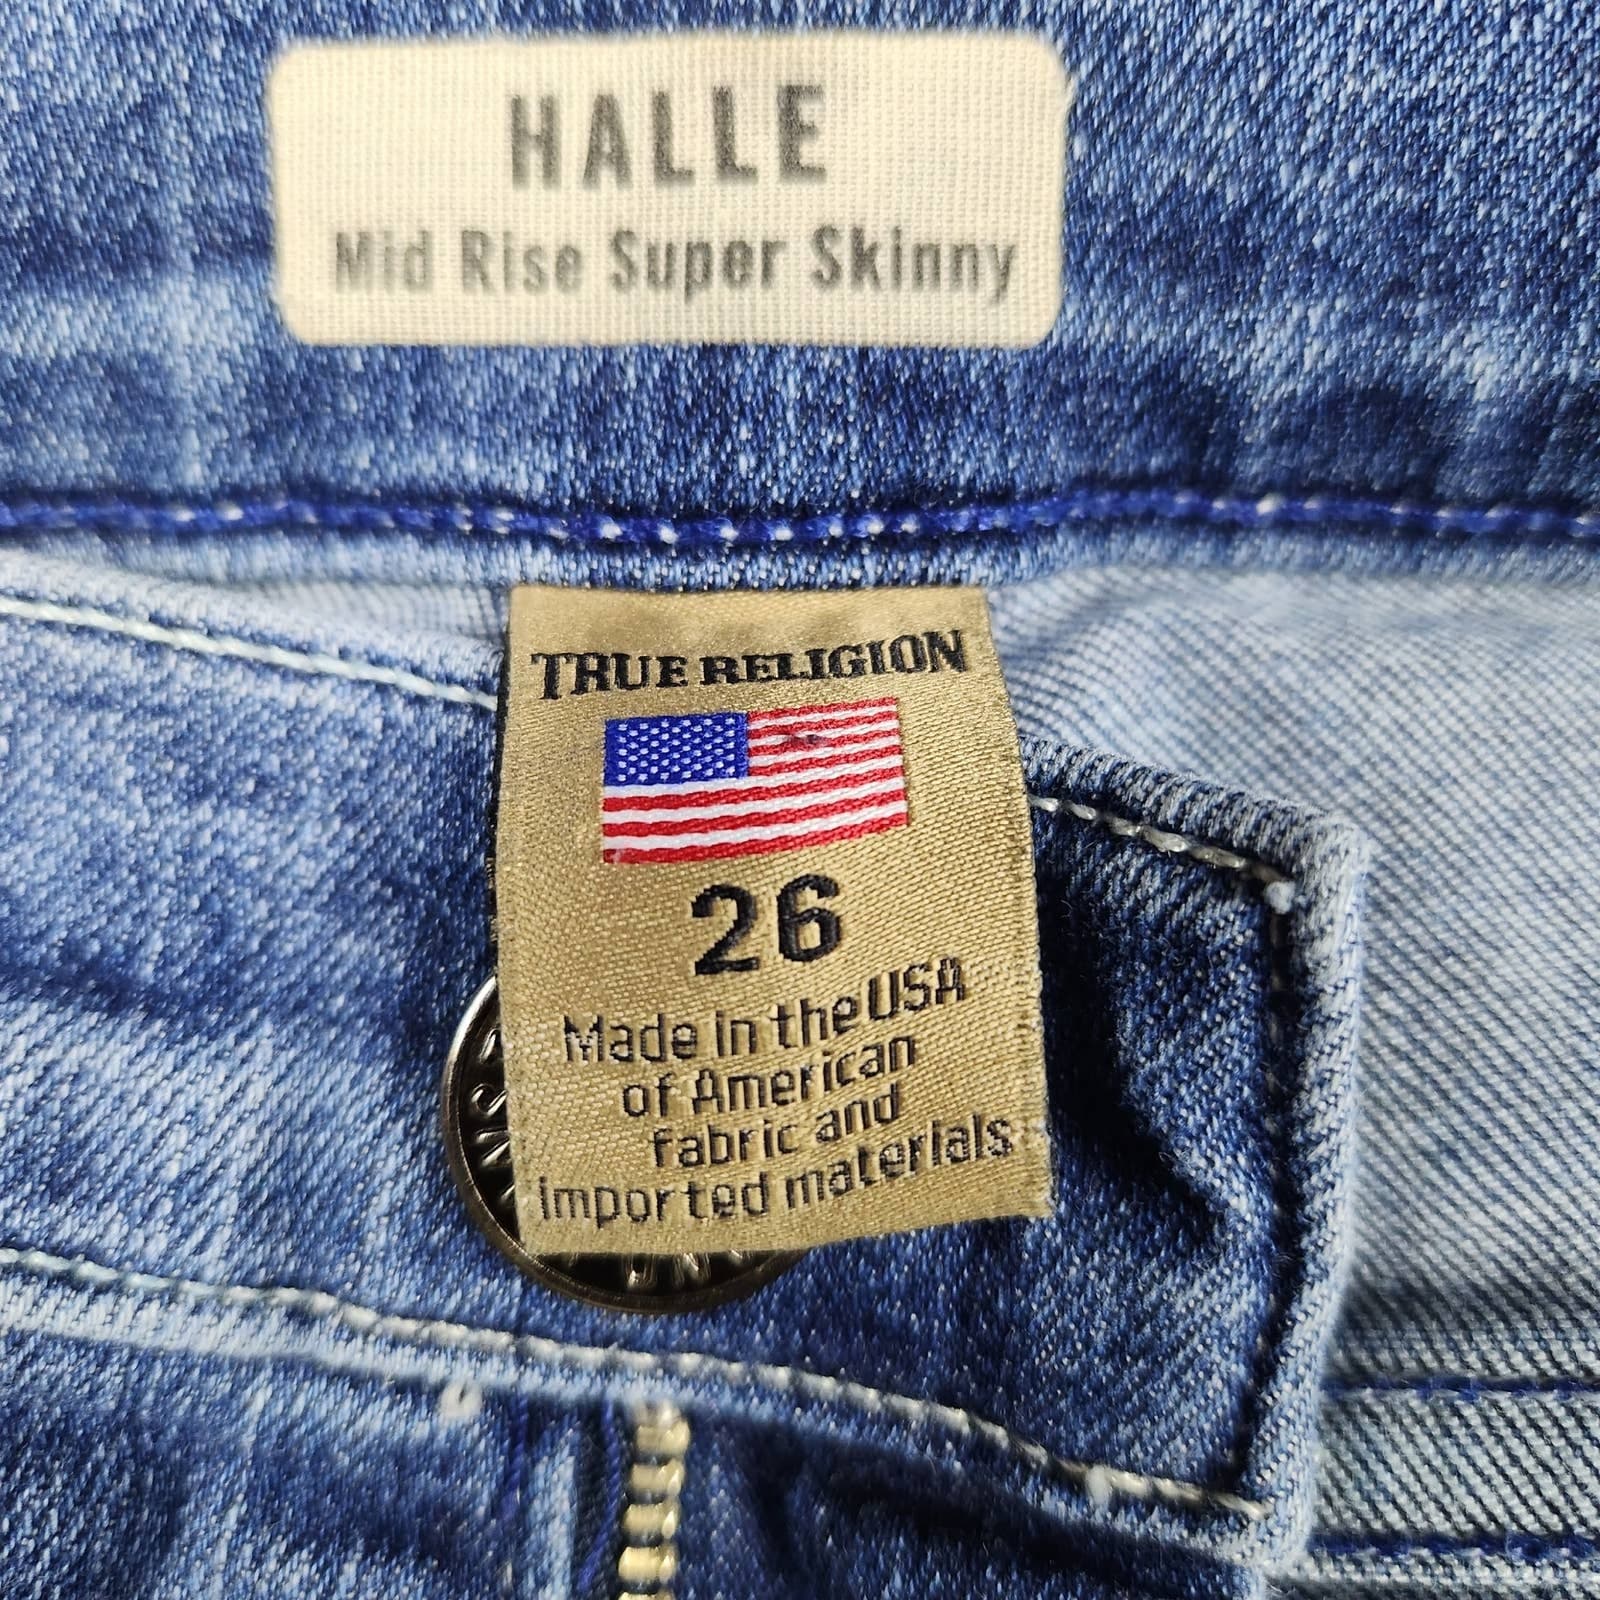 HALLE
Mid Rise Super Skinny
TRUE RELIGION
26
Made in the USA
of American
fabric and
imported materials